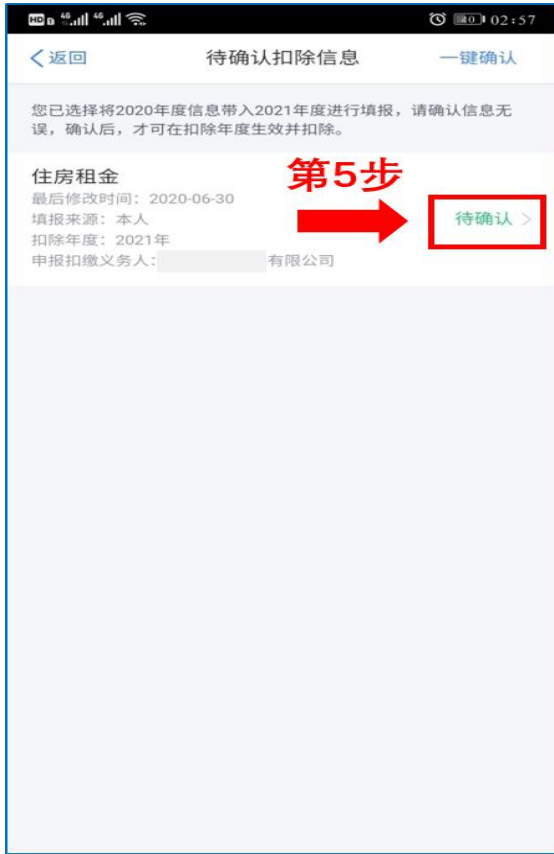 HD 46 46 40 02:57
返回 待确认扣除信息 一键确认
您已选择将2020年度信息带入2021年度进行填报，请确认信息无
误，确认后，才可在扣除年度生效并扣除。
第5步
住房租金
最后修改时间：2020-06-30
填报来源：本人
待确认
扣除年度：2021年
申报扣缴义务人： 有限公司